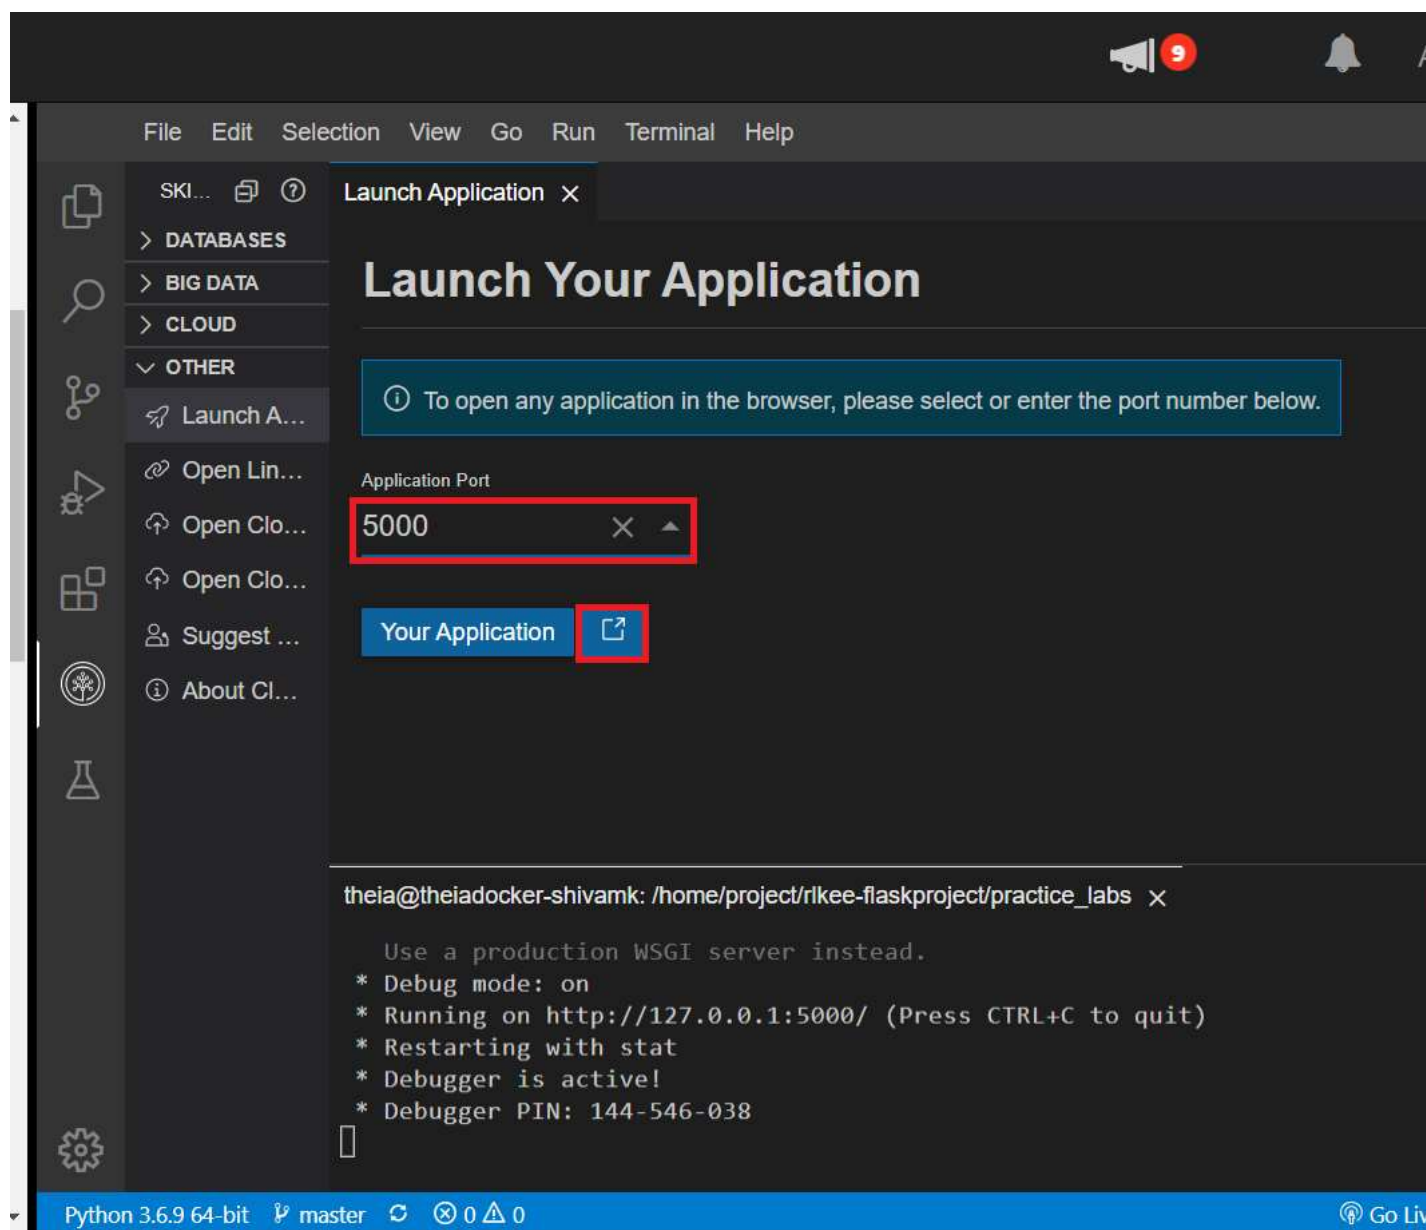 9
File Edit Selection View Go Run Terminal Help
SKI...
Launch Application
DATABASES
BIG DATA
CLOUD
OTHER
Launch A...
Open Lin...
Open Clo...
Open Clo...
Suggest ...
About Cl...
Launch Your Application
To open any application in the browser, please select or enter the port number below.
Application Port
5000
Your Application
theia@theiadocker-shivamk: /home/project/rlkee-flaskproject/practice_labs
Use a production WSGI server instead.
* Debug mode: on
* Running on http://127.0.0.1:5000/ (Press CTRL+C to quit)
* Restarting with stat
* Debugger is active!
* Debugger PIN: 144-546-038
Python 3.6.9 64-bit master 0 0 Go Liv